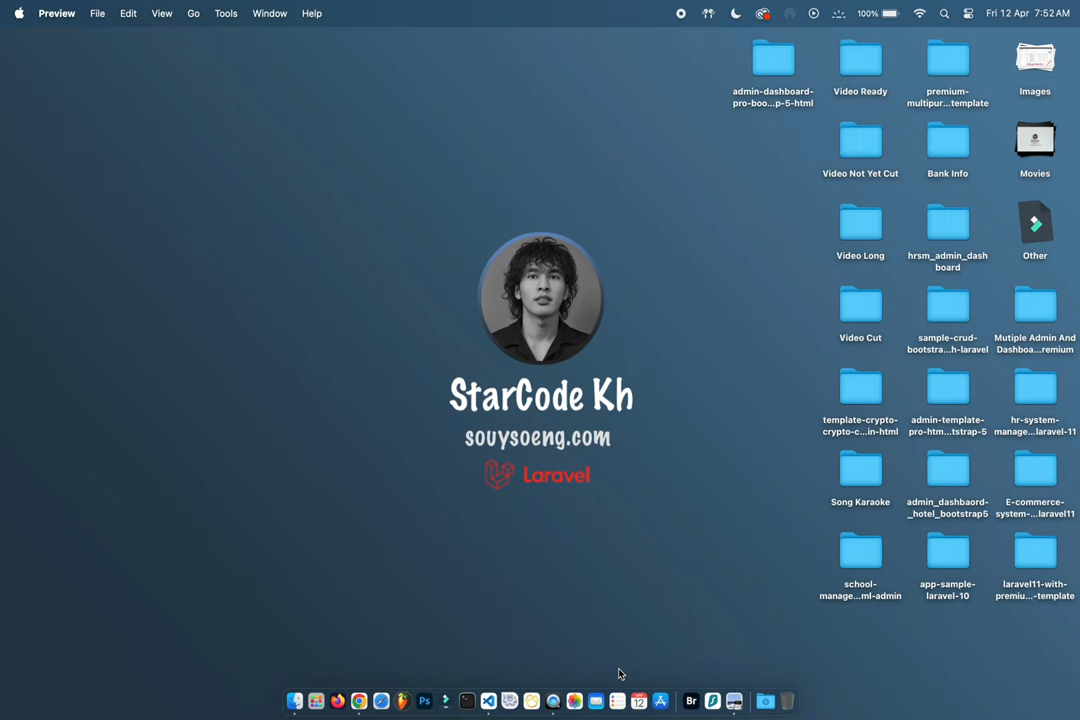 Preview File Edit View Go Tools Window Help
100% Fri 12 Apr 7:52 AM
admin-dashboard-
pro-boo...p-5-html
Video Ready
premium-
multipur...template
Images
Video Not Yet Cut
Bank Info
Movies
Video Long
hrsm_admin_dash
board
Other
Video Cut
sample-crud-
bootstra...h-laravel
Mutiple Admin And
Dashboa...remium
template-crypto-
crypto-c...in-html
admin-template-
pro-htm...tstrap-5
hr-system-
manage...laravel-11
Song Karaoke
admin_dashbaord-
_hotel_bootstrap5
E-commerce-
system-...laravel11
school-
manage...ml-admin
app-sample-
laravel-10
laravel11-with-
premiu...-template
StarCode Kh
souysoeng.com
Laravel
Ps
12
Br